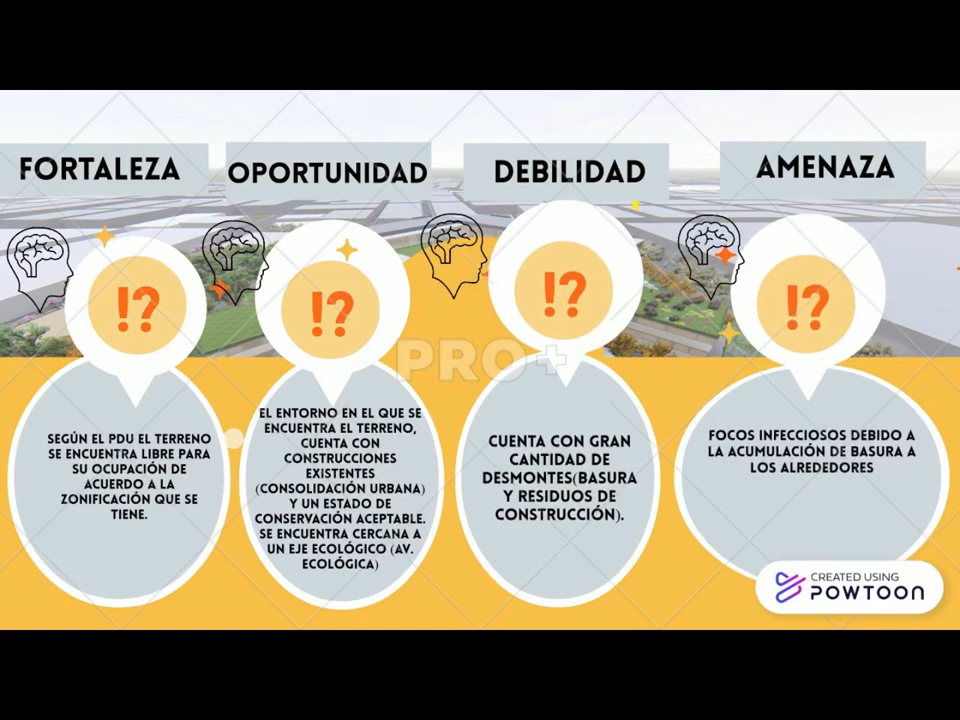 FORTALEZA
OPORTUNIDAD
DEBILIDAD
AMENAZA
!?
!?
!?
!?
PRO+
SEGÚN EL PDU EL TERRENO
SE ENCUENTRA LIBRE PARA
SU OCUPACIÓN DE
ACUERDO A LA
ZONIFICACIÓN QUE SE
TIENE.
EL ENTORNO EN EL QUE SE
ENCUENTRA EL TERRENO,
CUENTA CON
CONSTRUCCIONES
EXISTENTES
(CONSOLIDACIÓN URBANA)
Y UN ESTADO DE
CONSERVACIÓN ACEPTABLE.
SE ENCUENTRA CERCANA A
UN EJE ECOLÓGICO (AV.
ECOLÓGICA)
CUENTA CON GRAN
CANTIDAD DE
DESMONTES(BASURA
Y RESIDUOS DE
CONSTRUCCIÓN).
FOCOS INFECCIOSOS DEBIDO A
LA ACUMULACIÓN DE BASURA A
LOS ALREDEDORES
CREATED USING
POWTOON